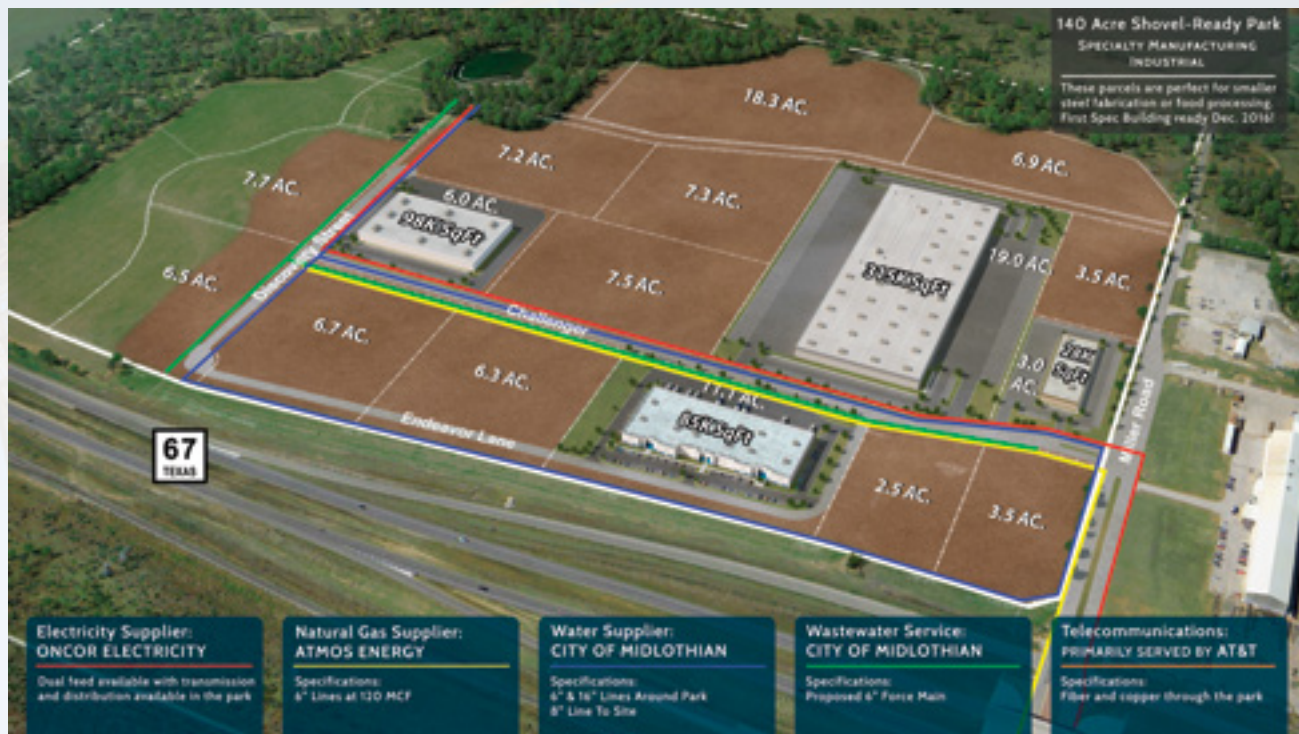 140 Acre Shovel-Ready Park
SPECIALTY MANUFACTURING
INDUSTRIAL
These parcels are perfect for smaller
steel fabrication or food processing.
First Spec Building ready Dec. 2016!
18.3 AC.
6.9 AC.
7.2 AC.
7.3 AC.
7.7 AC.
6.0 AC.
98K SqFt
19.0 AC.
3.5 AC.
6.5 AC.
Discovery Street
7.5 AC.
Challenger
6.7 AC.
6.3 AC.
3.0
AC.
SqFt
AC.
Endeavor Lane
Miller Road
67
TEXAS
2.5 AC.
3.5 AC.
Electricity Supplier:
ONCOR ELECTRICITY
Dual feed available with transmission
and distribution available in the park
Natural Gas Supplier:
ATMOS ENERGY
Specifications:
6" Lines at 120 MCF
Water Supplier:
CITY OF MIDLOTHIAN
Specifications:
6" & 16" Lines Around Park
8" Line To Site
Wastewater Service:
CITY OF MIDLOTHIAN
Specifications:
Proposed 6" Force Main
Telecommunications:
PRIMARILY SERVED BY AT&T
Specifications:
Fiber and copper through the park